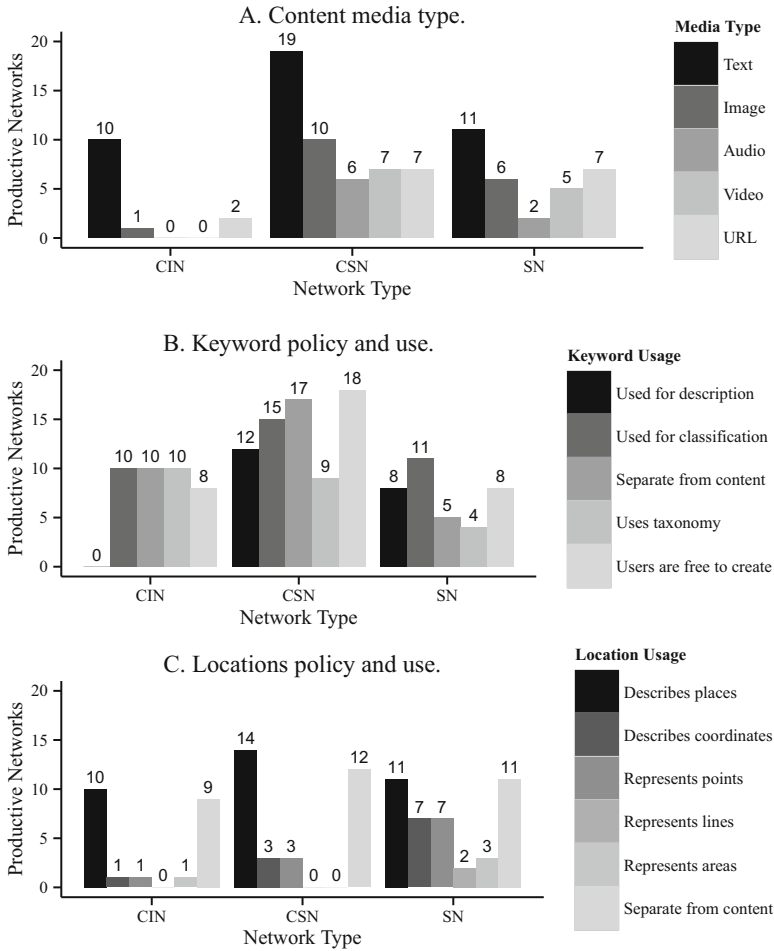 A. Content media type.
Productive Networks
20
15
10
5
0
10
1
0
0
2
19
10
6
7
7
11
6
2
5
7
CIN
CSN
SN
Network Type
Media Type
Text
Image
Audio
Video
URL
B. Keyword policy and use.
Productive Networks
20
15
10
5
0
0
10
10
10
8
12
15
17
9
18
8
11
5
4
8
CIN
CSN
SN
Network Type
Keyword Usage
Used for description
Used for classification
Separate from content
Uses taxonomy
Users are free to create
C. Locations policy and use.
Productive Networks
20
15
10
5
0
10
1
1
0
1
9
14
3
3
0
0
12
11
7
7
2
3
11
CIN
CSN
SN
Network Type
Location Usage
Describes places
Describes coordinates
Represents points
Represents lines
Represents areas
Separate from content